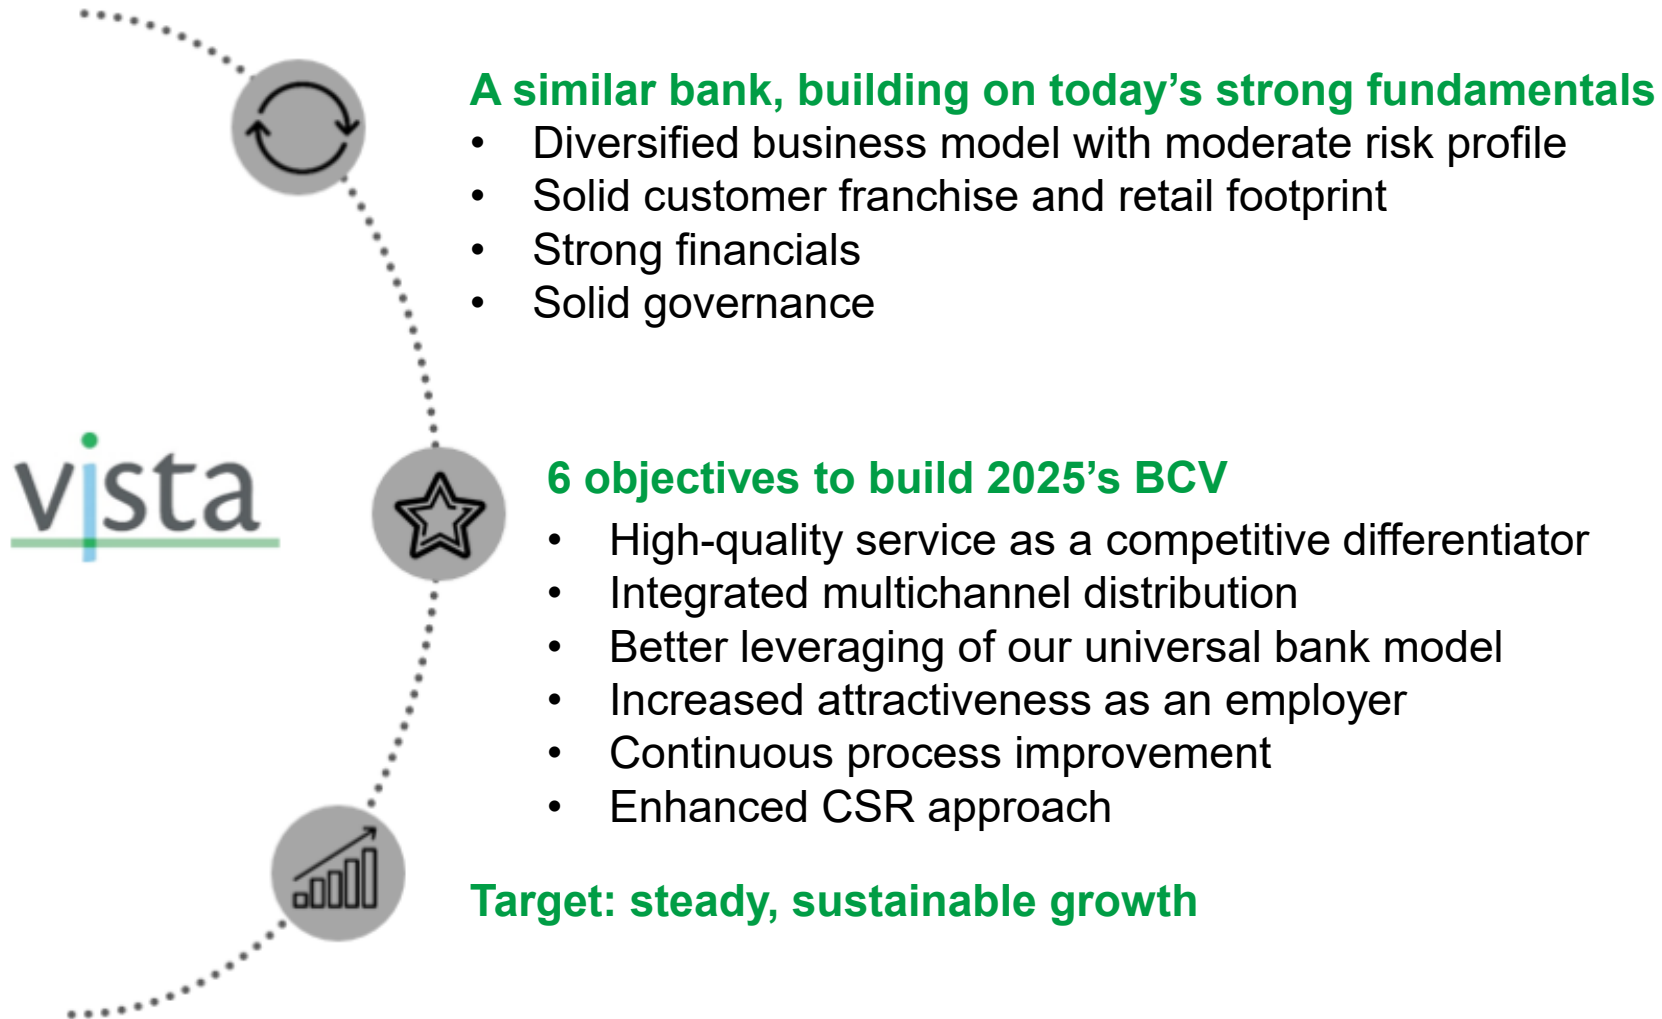 A similar bank, building on today’s strong fundamentals
• Diversified business model with moderate risk profile
• Solid customer franchise and retail footprint
• Strong financials
• Solid governance
vista
6 objectives to build 2025’s BCV
• High-quality service as a competitive differentiator
• Integrated multichannel distribution
• Better leveraging of our universal bank model
• Increased attractiveness as an employer
• Continuous process improvement
• Enhanced CSR approach
Target: steady, sustainable growth